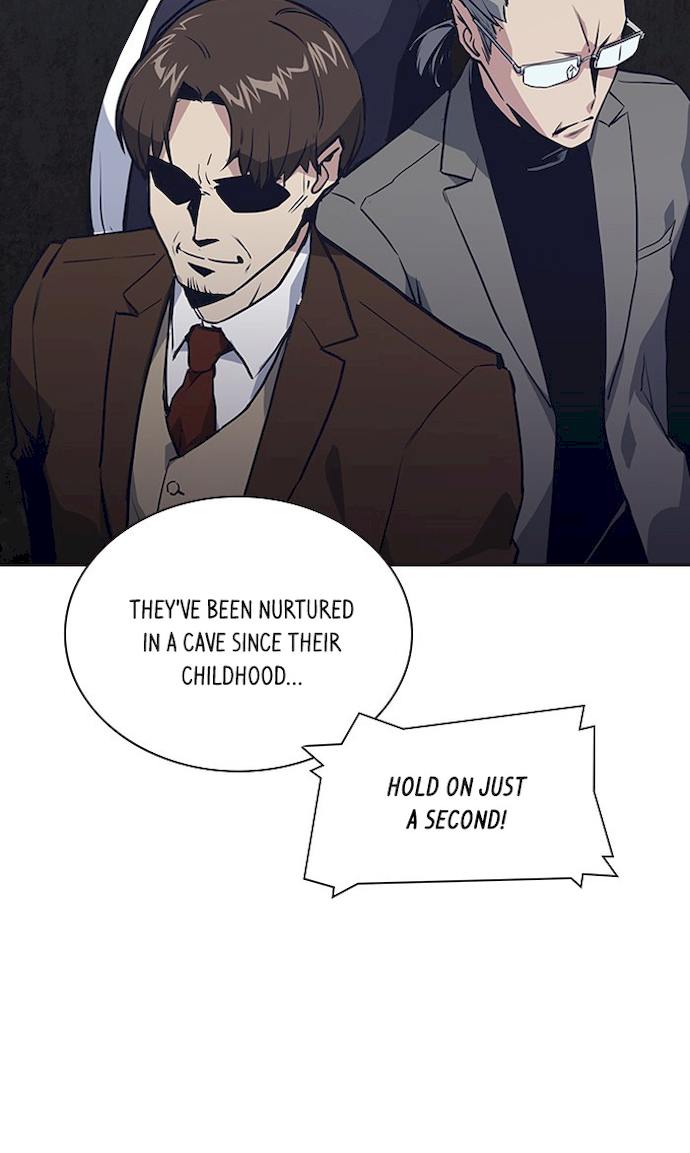 THEY'VE BEEN NURTURED
IN A CAVE SINCE THEIR
CHILDHOOD...
HOLD ON JUST
A SECOND!